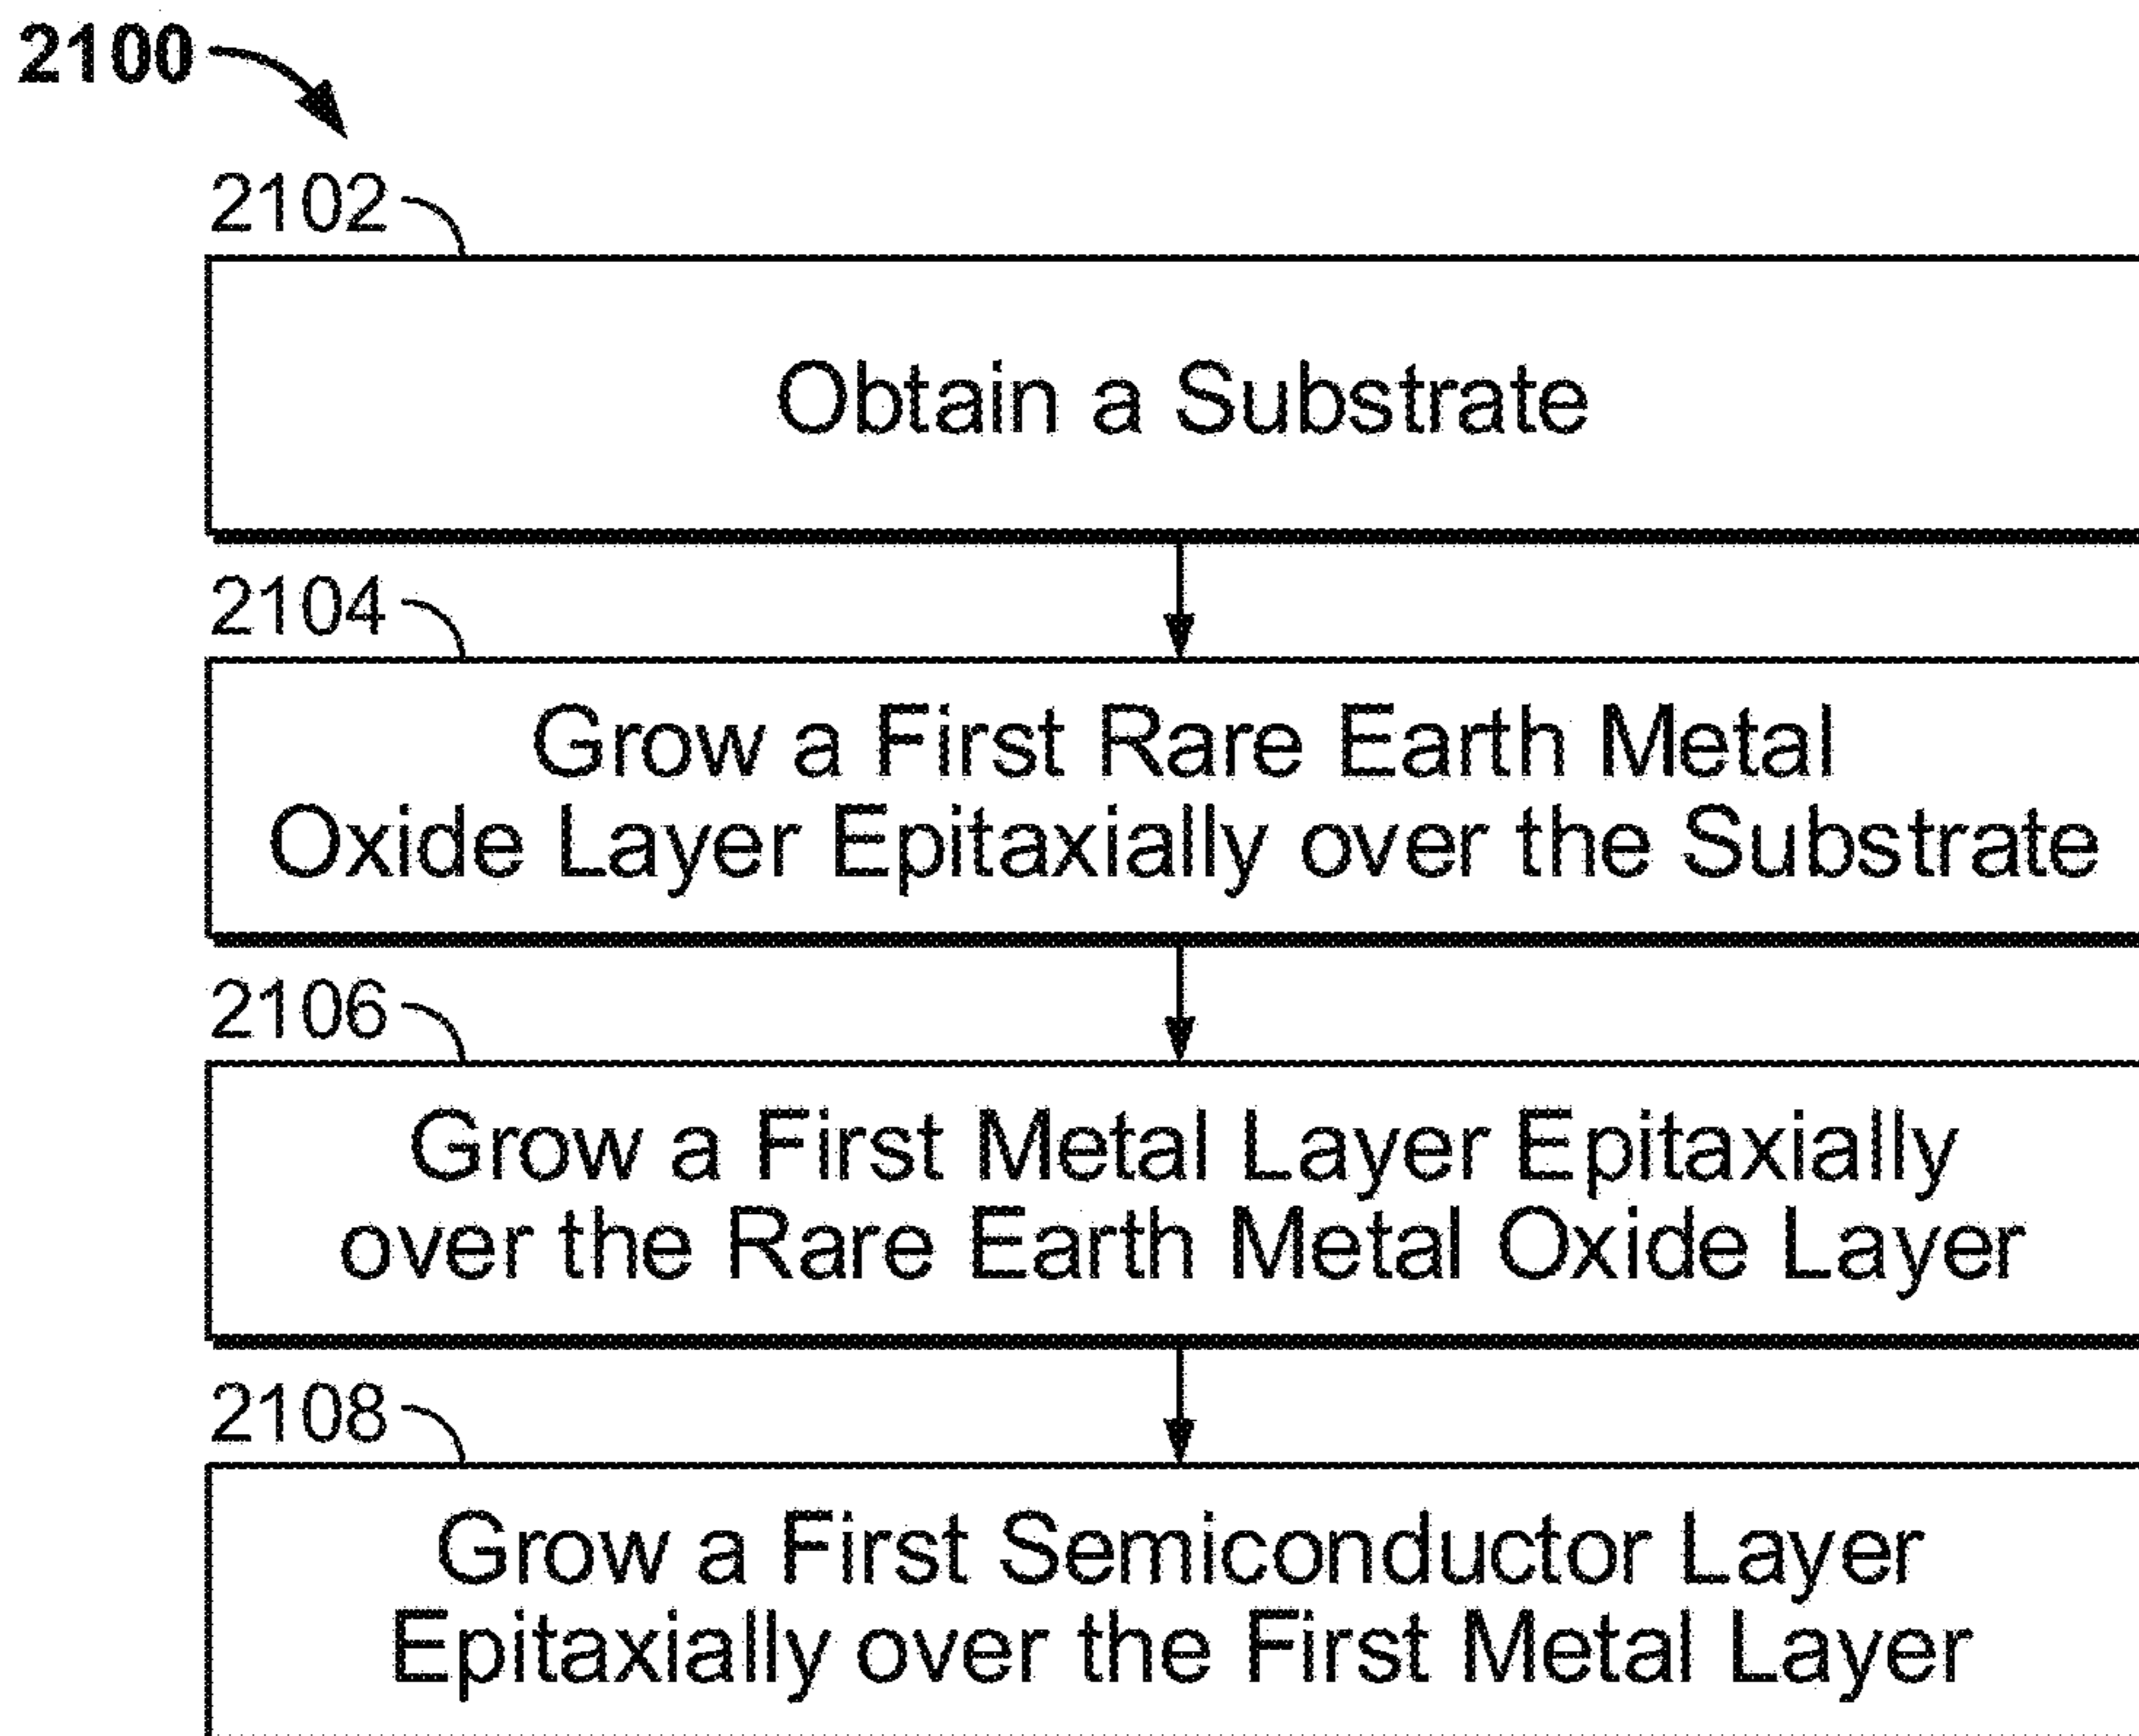 2100
2102
Obtain a Substrate
2104
Grow a First Rare Earth Metal
Oxide Layer Epitaxially over the Substrate
2106
Grow a First Metal Layer Epitaxially
over the Rare Earth Metal Oxide Layer
2108
Grow a First Semiconductor Layer
Epitaxially over the First Metal Layer